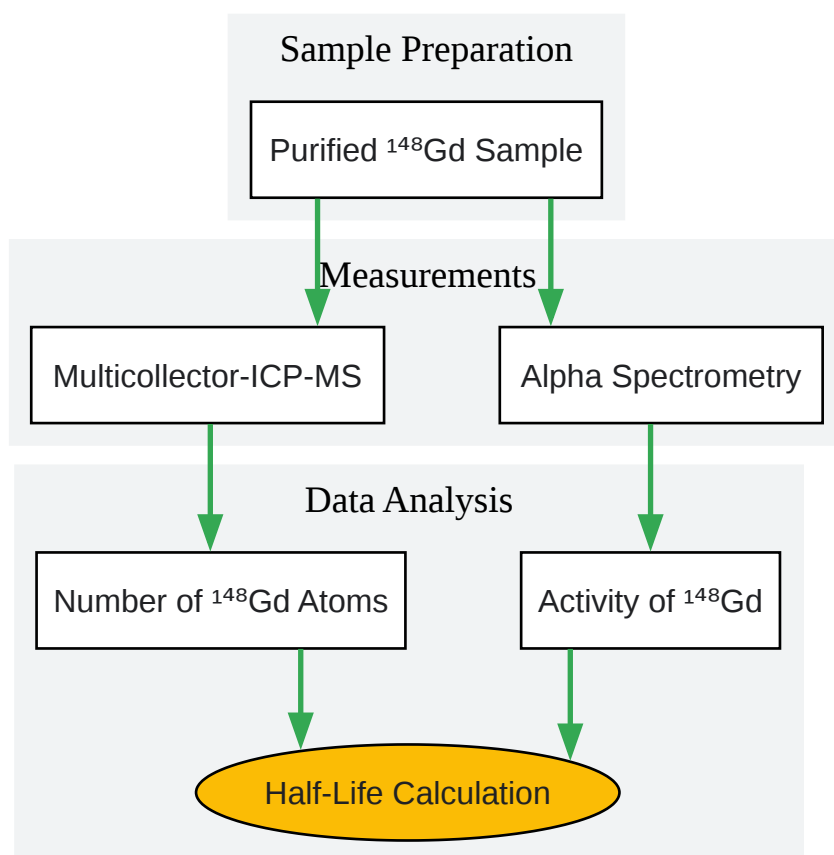 Sample Preparation
Purified ¹⁴⁸Gd Sample
Measurements
Multicollector-ICP-MS
Alpha Spectrometry
Data Analysis
Number of ¹⁴⁸Gd Atoms
Activity of ¹⁴⁸Gd
Half-Life Calculation